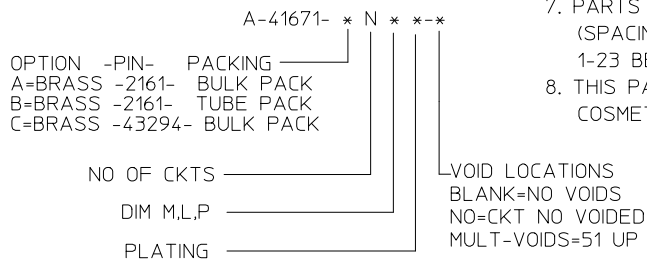 A-41671- * N * *-*
OPTION -PIN- PACKING
A=BRASS -2161- BULK PACK
B=BRASS -2161- TUBE PACK
C=BRASS -43294- BULK PACK
NO OF CKTS
DIM M,L,P
PLATING
VOID LOCATIONS
BLANK=NO VOIDS
NO=CKT NO VOIDED
MULT-VOIDS=51 UP
7. PARTS
(SPACIN
1-23 BE
8. THIS PA
COSMET